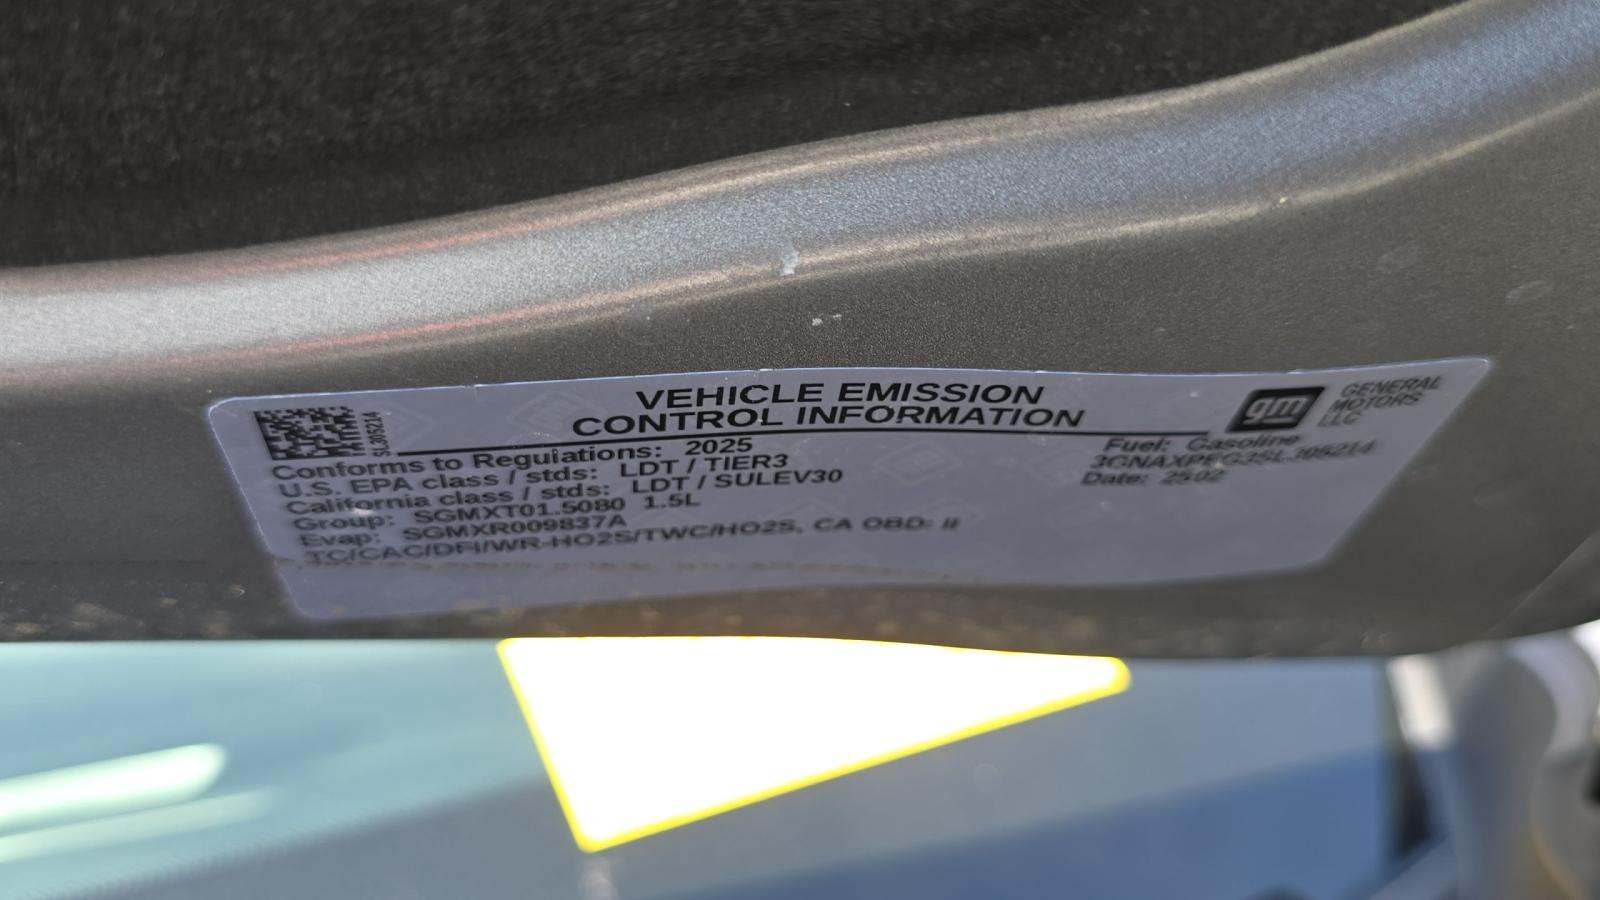 VEHICLE EMISSION
CONTROL INFORMATION
gm
GENERAL
MOTORS
LLC
SL305214
Conforms to Regulations: 2025
U.S. EPA class / stds: LDT / TIER3
California class / stds: LDT / SULEV30
Group: SGMXT01.5080 1.5L
Evap: SGMXR009837A
TC/CAC/DFI/WR-HO2S/TWC/HO2S, CA OBD: II
Fuel: Gasoline
Date: 2502